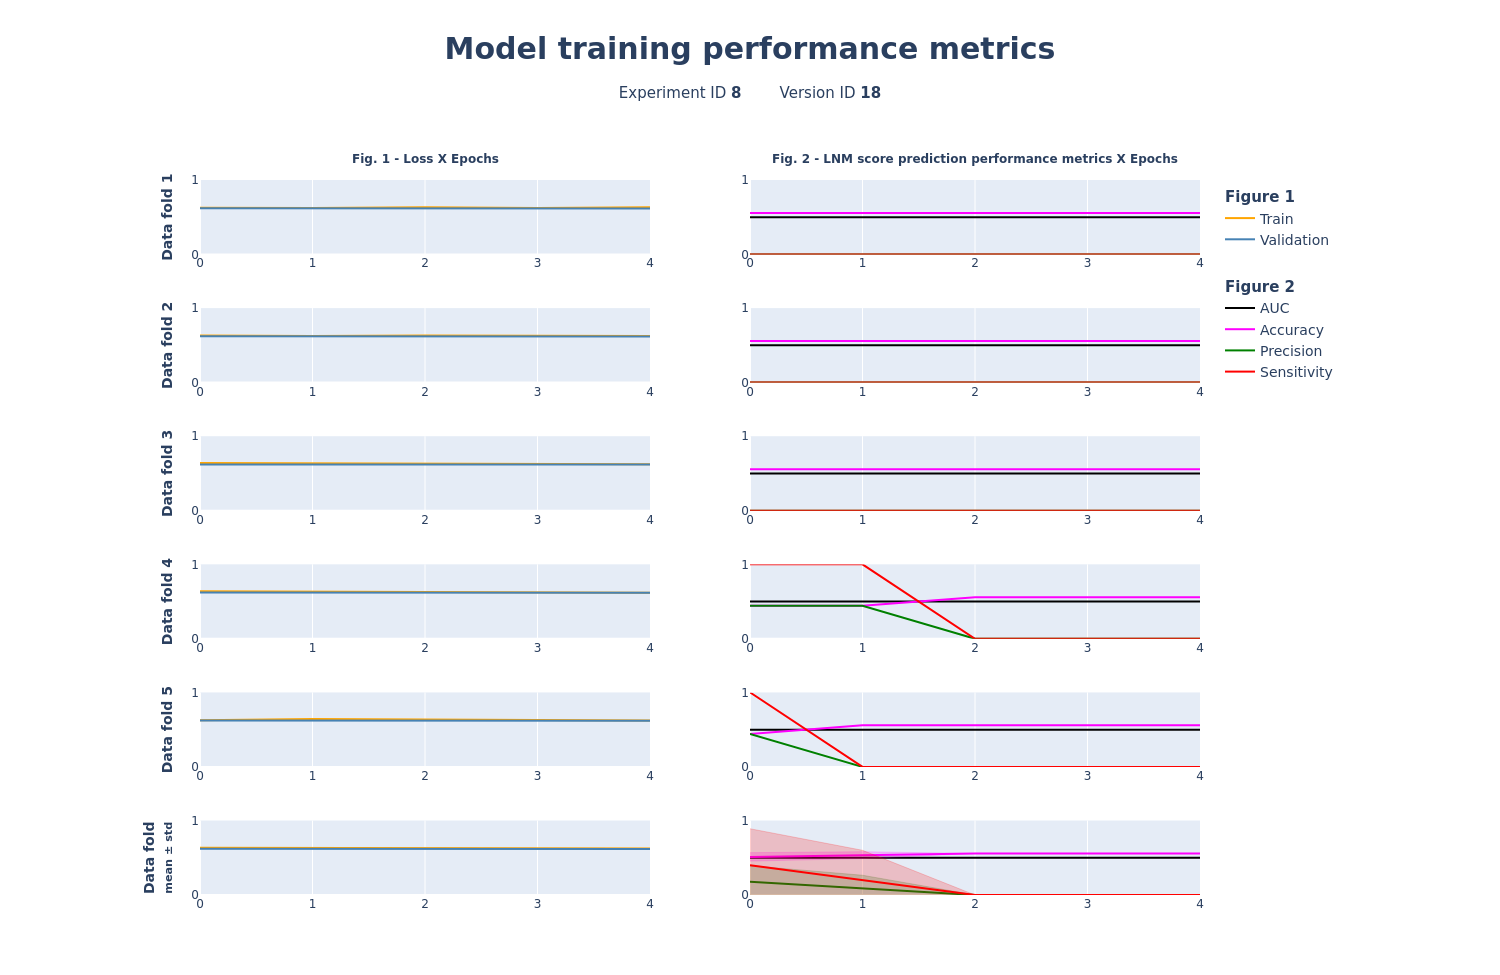 Model training performance metrics
Experiment ID 8 Version ID 18
Fig. 1 - Loss X Epochs
Fig. 2 - LNM score prediction performance metrics X Epochs
Data fold 1
1
0
0 1 2 3 4
1
0
0 1 2 3 4
Data fold 2
1
0
0 1 2 3 4
1
0
0 1 2 3 4
Data fold 3
1
0
0 1 2 3 4
1
0
0 1 2 3 4
Data fold 4
1
0
0 1 2 3 4
1
0
0 1 2 3 4
Data fold 5
1
0
0 1 2 3 4
1
0
0 1 2 3 4
Data fold
mean ± std
1
0
0 1 2 3 4
1
0
0 1 2 3 4
Figure 1
Train
Validation
Figure 2
AUC
Accuracy
Precision
Sensitivity